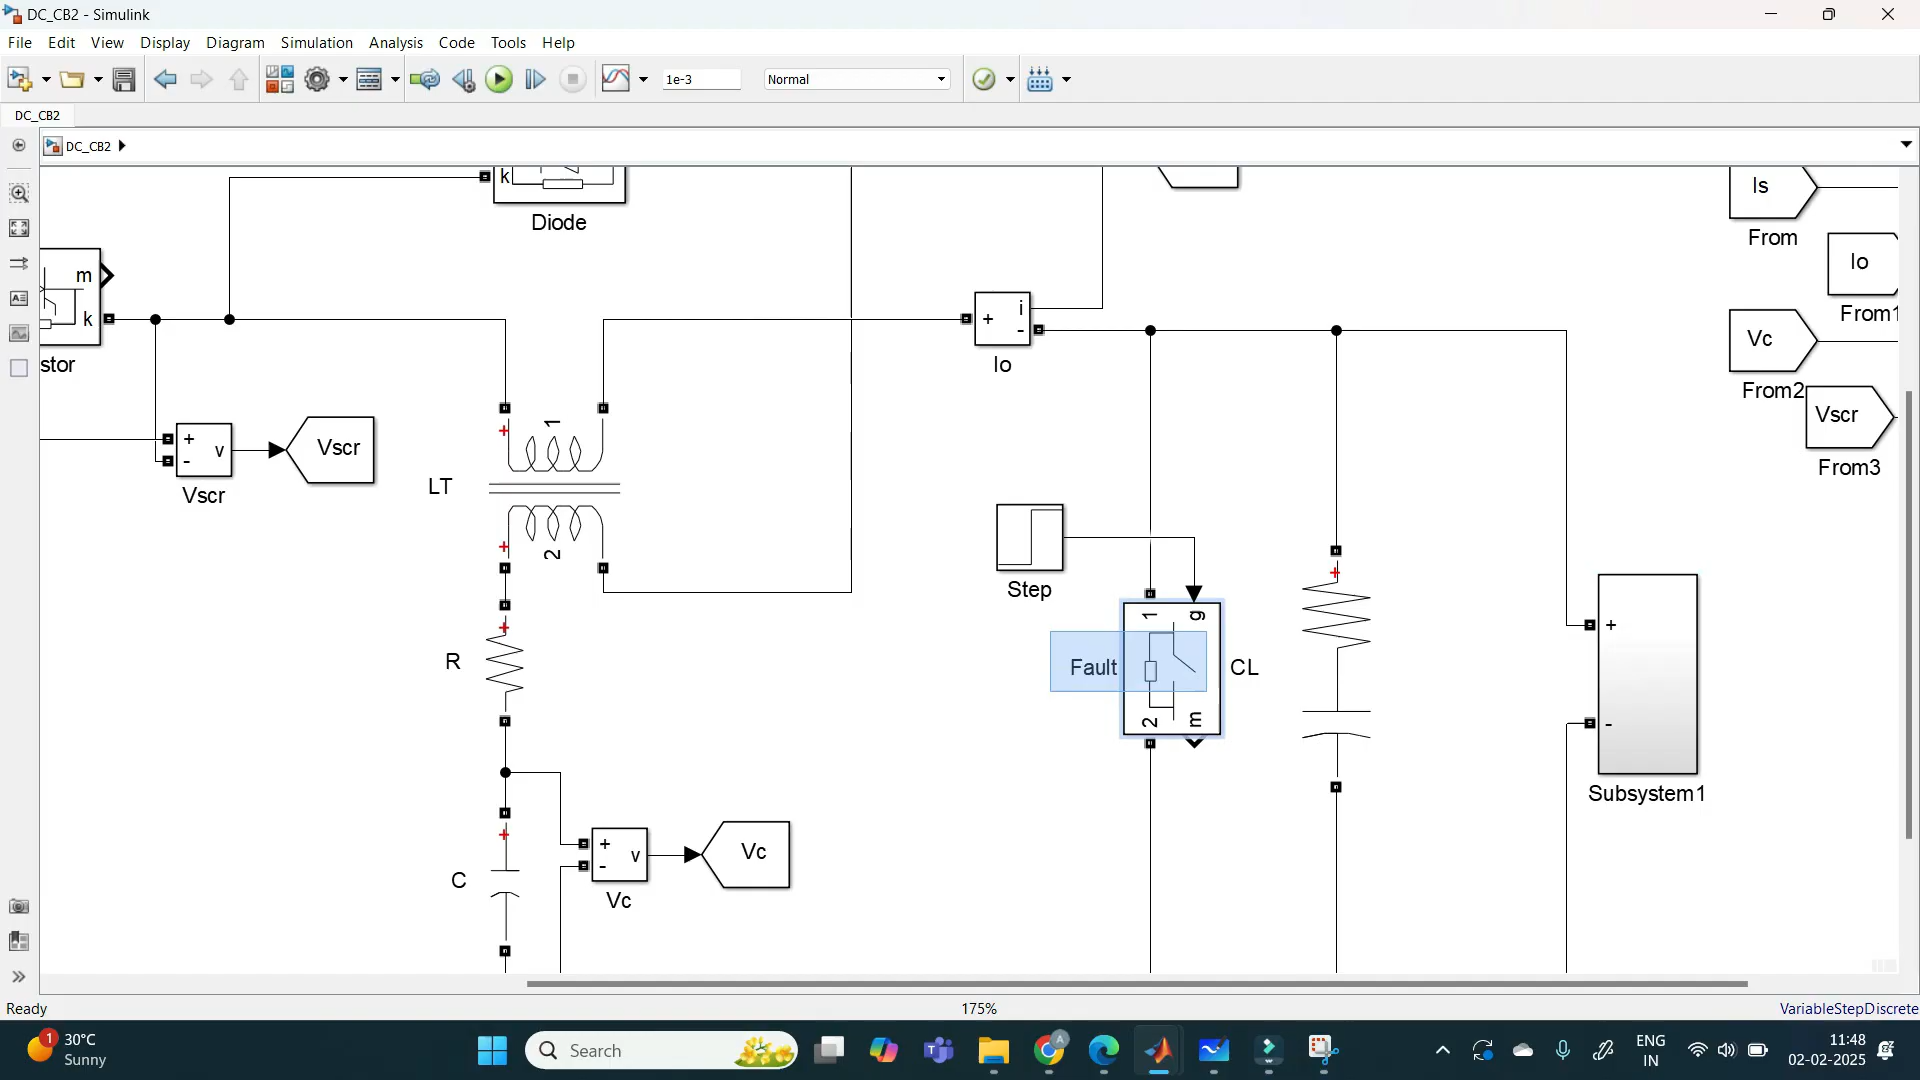 DC_CB2 - Simulink
File Edit View Display Diagram Simulation Analysis Code Tools Help
1e-3 Normal
DC_CB2
DC_CB2
k
Diode
m
k
stor
+
-
v
Vscr
Vscr
LT
1
2
+
+
+
-
i
Io
Is
From
Io
From1
Vc
From2
Vscr
From3
Step
1
g
Fault
CL
2
m
+
+
-
Subsystem1
+
R
+
C
+
-
v
Vc
Vc
Ready 175% VariableStepDiscrete
1
30°C
Sunny
Search
ENG
IN
11:48
02-02-2025